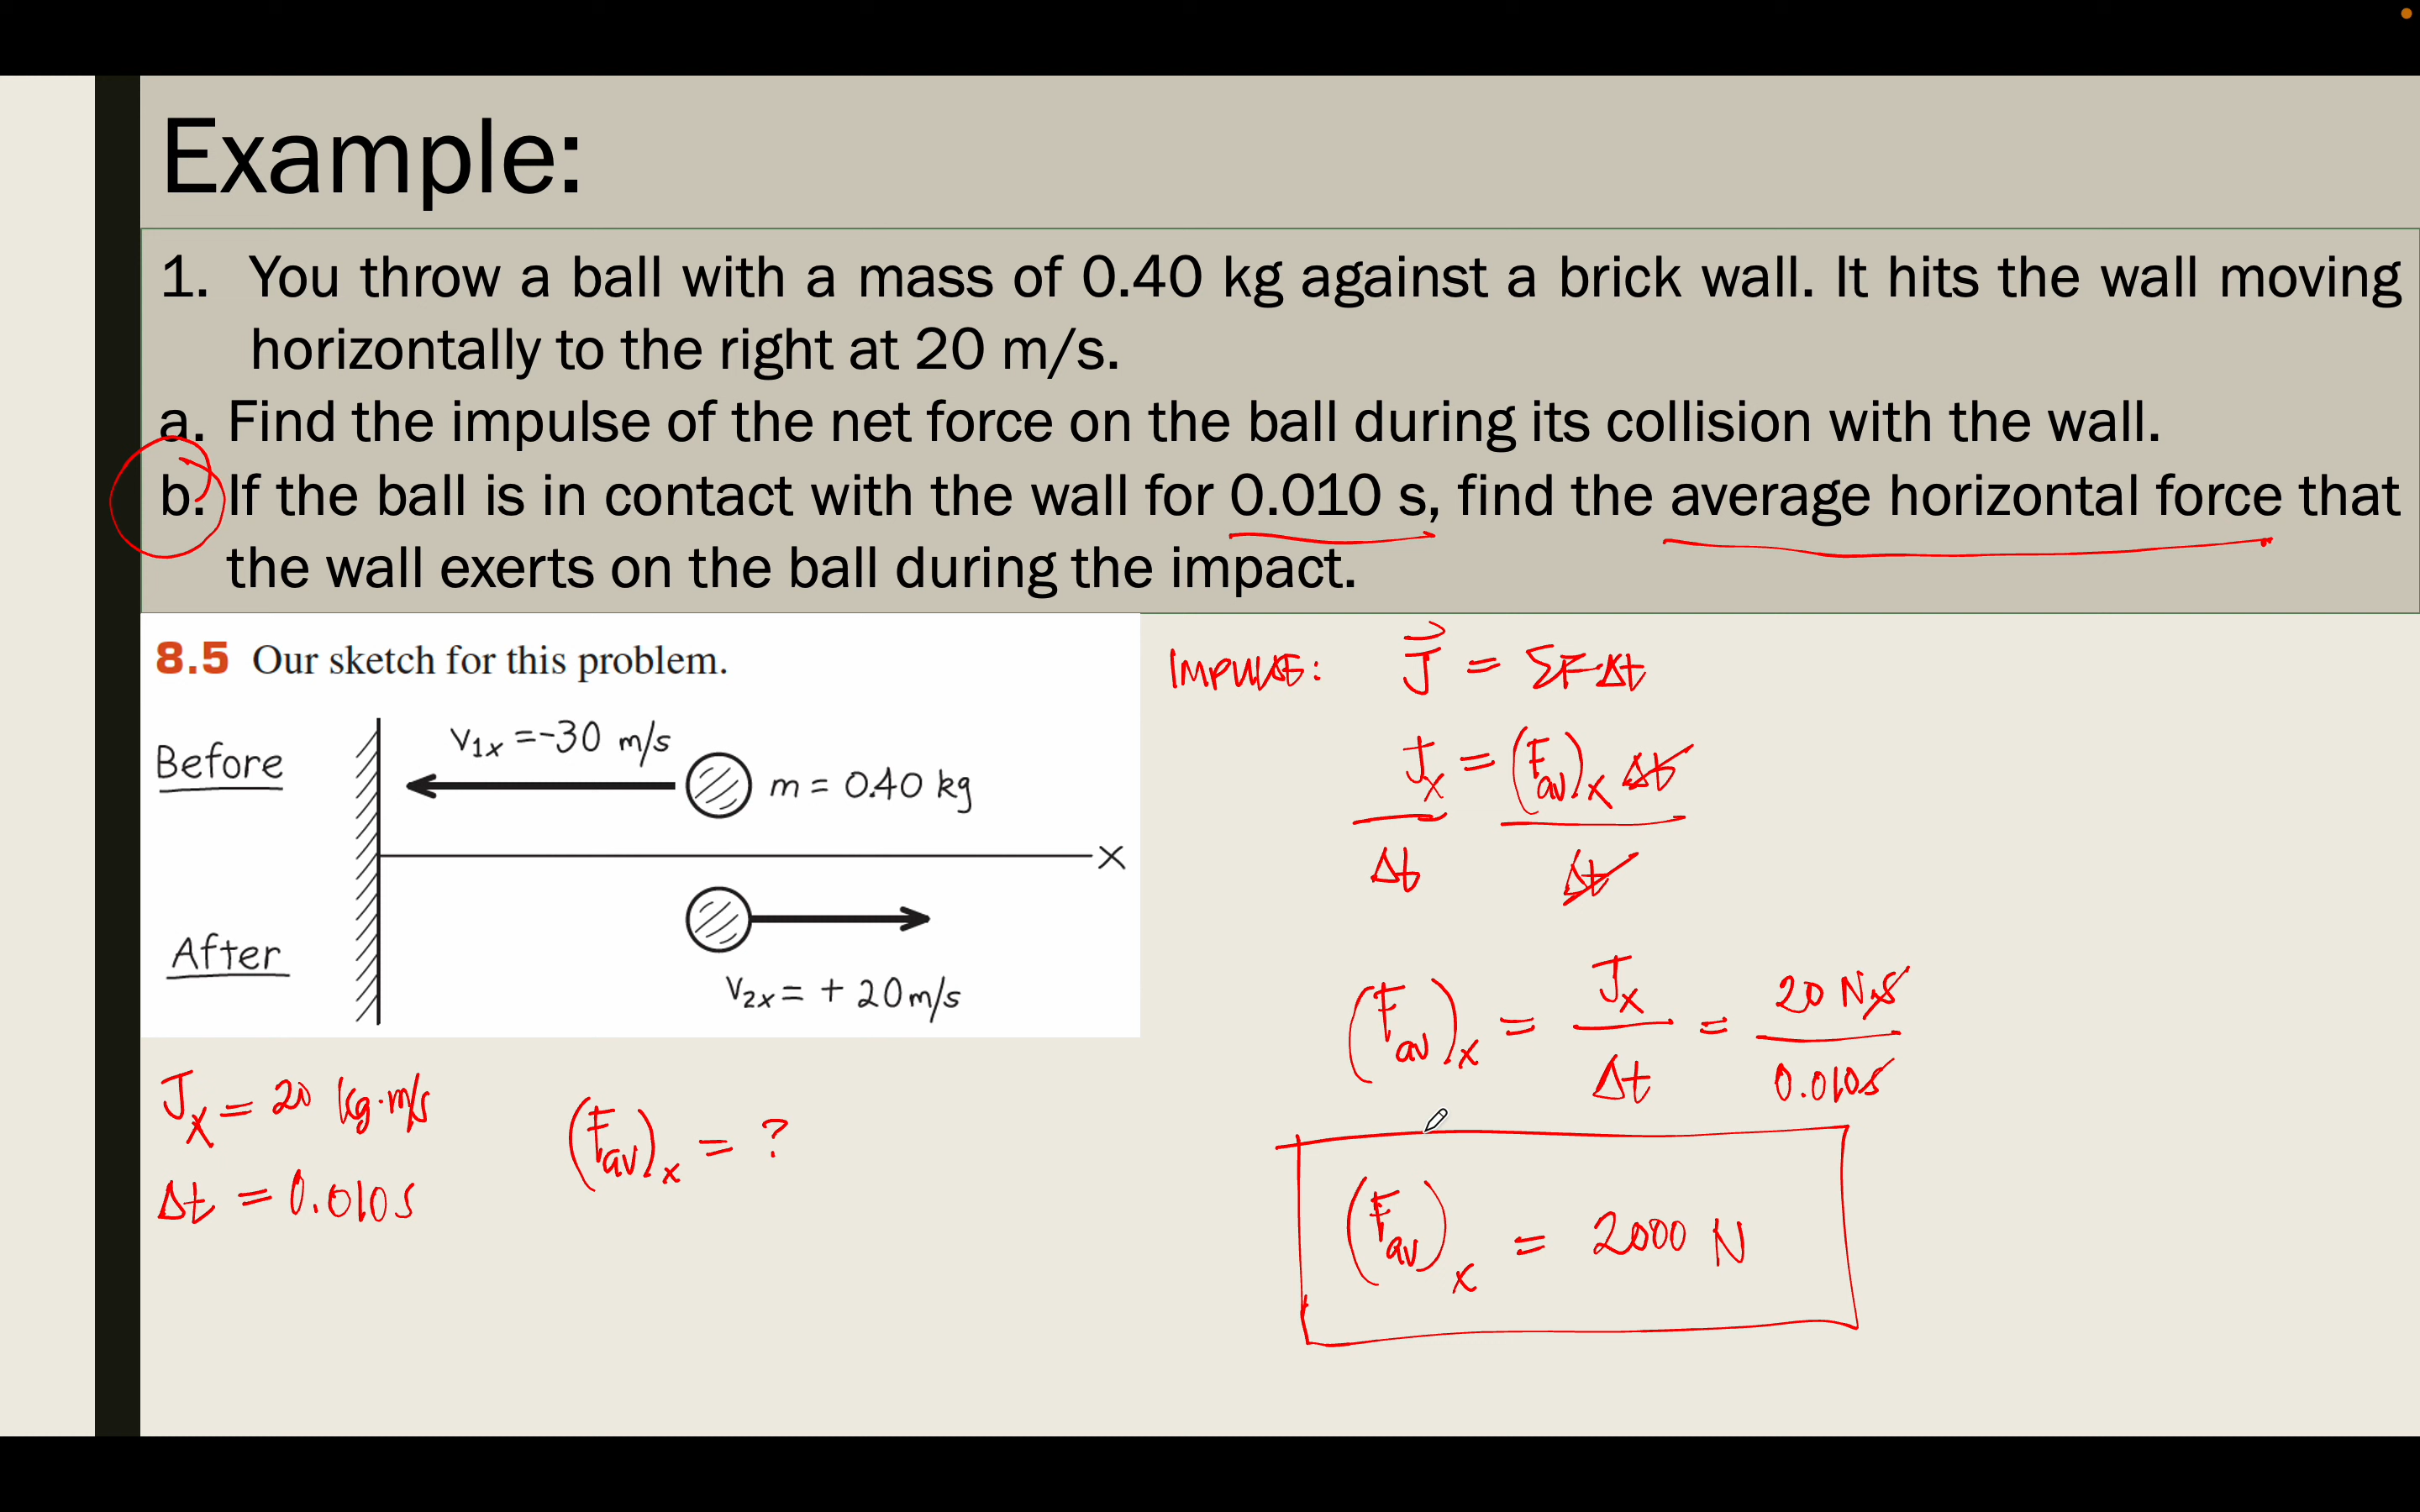 Example:
1. You throw a ball with a mass of 0.40 kg against a brick wall. It hits the wall moving
horizontally to the right at 20 m/s.
a. Find the impulse of the net force on the ball during its collision with the wall.
b. If the ball is in contact with the wall for 0.010 s, find the average horizontal force that
the wall exerts on the ball during the impact.
8.5 Our sketch for this problem.
Before
v₁ₓ = -30 m/s
m = 0.40 kg
x
After
v₂ₓ = + 20 m/s
Jₓ = 20 kg·m/s
Δt = 0.010s
(Fav)ₓ = ?
IMPULSE: J⃗ = ΣF Δt
Jₓ = (Fav)ₓ Δt
Δt Δt
(Fav)ₓ = Jₓ / Δt = 20 N·s / 0.010s
(Fav)ₓ = 2000 N